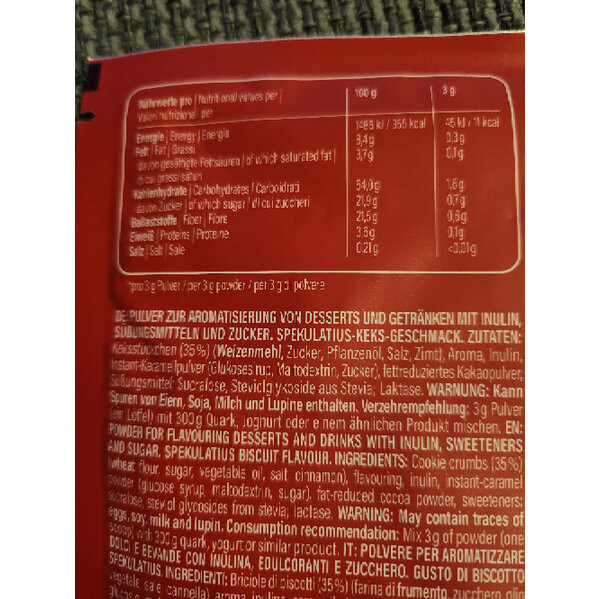 Nährwerte pro | Nutritional values per | 100 g 3 g
Valori nutrizionali per
Energie | Energy | Energia 1486 kJ / 355 kcal 45 kJ / 11 kcal
Fett | Fat | Grassi 8,4g 0,3g
davon gesättigte Fettsäuren | of which saturated fat | 3,7g 0,1g
di cui grassi saturi
Kohlenhydrate | Carbohydrates | Carboidrati 54,0g 1,6g
davon Zucker | of which sugar | di cui zuccheri 21,9g 0,7g
Ballaststoffe | Fiber | Fibre 21,5g 0,6g
Eiweiß | Proteins | Proteine 3,6g 0,1g
Salz | Salt | Sale 0,21g <0,01g
*pro 3 g Pulver / per 3 g powder / per 3 g di polvere
DE: PULVER ZUR AROMATISIERUNG VON DESSERTS UND GETRÄNKEN MIT INULIN,
SÜßUNGSMITTELN UND ZUCKER. SPEKULATIUS-KEKS-GESCHMACK. ZUTATEN:
Keksstückchen (35%) (Weizenmehl, Zucker, Pflanzenöl, Salz, Zimt), Aroma, Inulin,
Instant-Karamellpulver (Glukosesirup, Maltodextrin, Zucker), fettreduziertes Kakaopulver,
Süßungsmittel: Sucralose, Steviolglykoside aus Stevia; Laktase. WARNUNG: Kann
Spuren von Eiern, Soja, Milch und Lupine enthalten. Verzehrempfehlung: 3g Pulver
(ein Löffel) mit 300g Quark, Joghurt oder einem ähnlichen Produkt mischen. EN:
POWDER FOR FLAVOURING DESSERTS AND DRINKS WITH INULIN, SWEETENERS
AND SUGAR. SPEKULATIUS BISCUIT FLAVOUR. INGREDIENTS: Cookie crumbs (35%)
(wheat flour, sugar, vegetable oil, salt, cinnamon), flavouring, inulin, instant-caramel
powder (glucose syrup, maltodextrin, sugar), fat-reduced cocoa powder, sweeteners:
sucralose, steviol glycosides from stevia; lactase. WARNING: May contain traces of
eggs, soy, milk and lupin. Consumption recommendation: Mix 3g of powder (one
scoop) with 300g quark, yogurt or similar product. IT: POLVERE PER AROMATIZZARE
DOLCI E BEVANDE CON INULINA, EDULCORANTI E ZUCCHERO. GUSTO DI BISCOTTO
SPEKULATIUS. INGREDIENTI: Briciole di biscotti (35%) (farina di frumento, zucchero, olio
vegetale, sale, cannella), aroma, inulina,